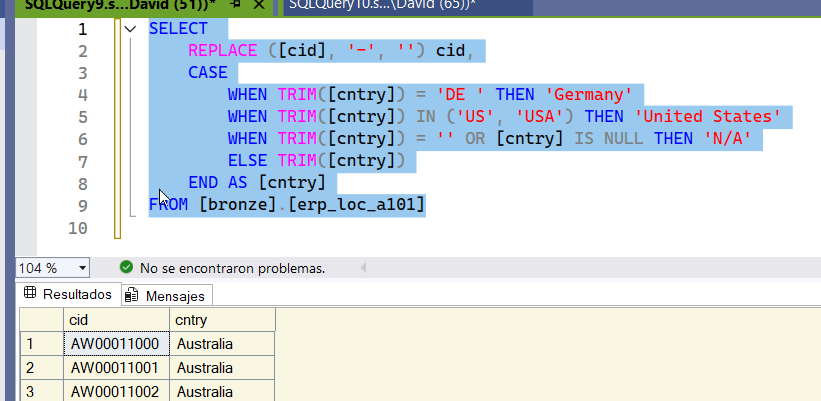 SQLQuery9.s...David (51))*
SQLQuery10.s...\David (65))*
1 SELECT
2 REPLACE ([cid], '-', '') cid,
3 CASE
4 WHEN TRIM([cntry]) = 'DE ' THEN 'Germany'
5 WHEN TRIM([cntry]) IN ('US', 'USA') THEN 'United States'
6 WHEN TRIM([cntry]) = '' OR [cntry] IS NULL THEN 'N/A'
7 ELSE TRIM([cntry])
8 END AS [cntry]
9 FROM [bronze].[erp_loc_a101]
10
104 % No se encontraron problemas.
Resultados Mensajes
cid cntry
1 AW00011000 Australia
2 AW00011001 Australia
3 AW00011002 Australia